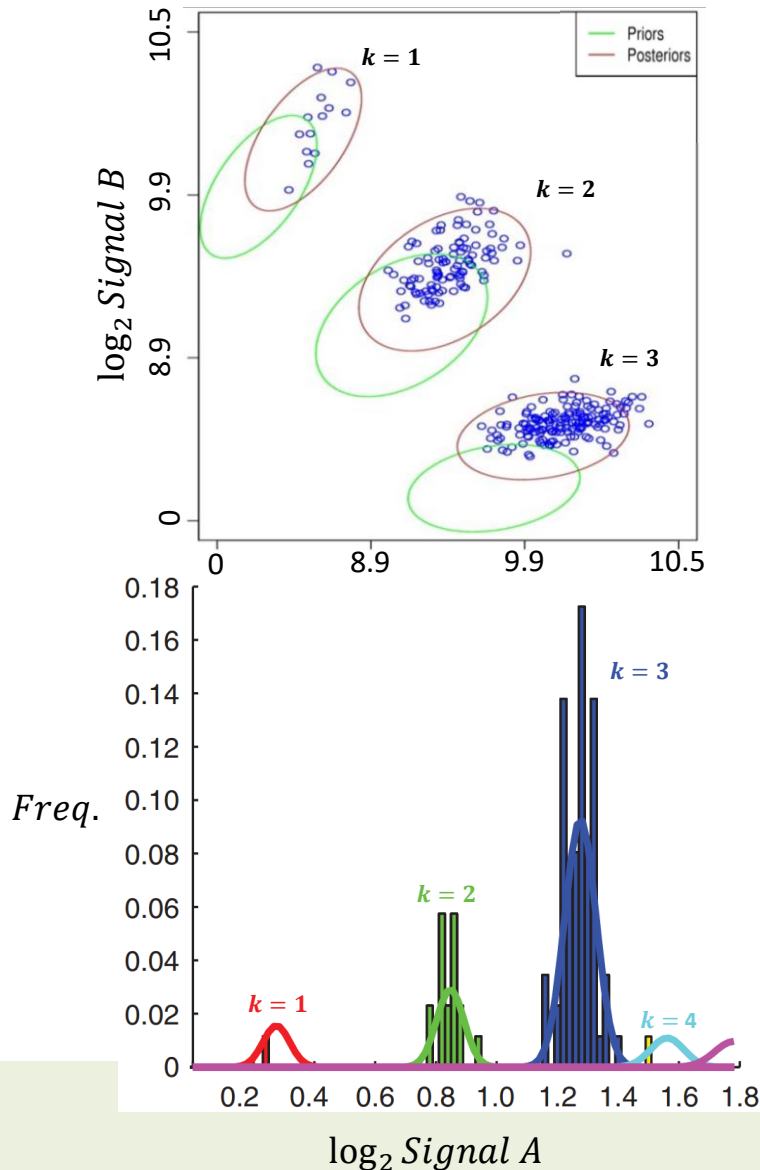 10.5
Priors
Posteriors
k = 1
9.9
k = 2
log₂ Signal B
8.9
k = 3
0
0 8.9 9.9 10.5
0.18
0.16
0.14
k = 3
0.12
0.10
Freq.
0.08
k = 2
0.06
0.04
k = 1
k = 4
0.02
0
0.2 0.4 0.6 0.8 1.0 1.2 1.4 1.6 1.8
log₂ Signal A